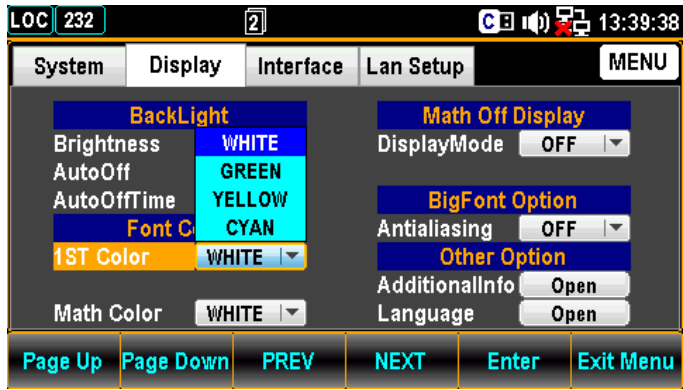 LOC 232 2 C 13:39:38
System Display Interface Lan Setup MENU
BackLight
Brightness
AutoOff
AutoOffTime
WHITE
GREEN
YELLOW
CYAN
Font C
1ST Color WHITE
Math Color WHITE
Math Off Display
DisplayMode OFF
BigFont Option
Antialiasing OFF
Other Option
AdditionalInfo Open
Language Open
Page Up Page Down PREV NEXT Enter Exit Menu